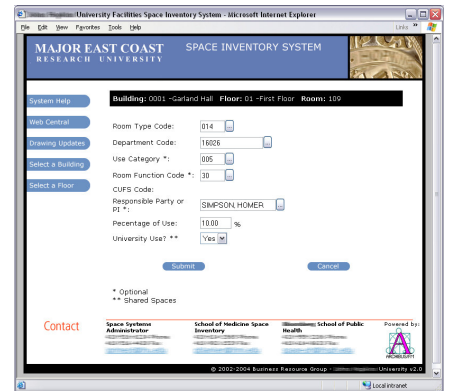 University Facilities Space Inventory System - Microsoft Internet Explorer
File Edit View Favorites Tools Help Links »
MAJOR EAST COAST
RESEARCH UNIVERSITY
SPACE INVENTORY SYSTEM
Building: 0001 -Garland Hall Floor: 01 -First Floor Room: 109
System Help
Web Central
Drawing Updates
Select a Building
Select a Floor
Room Type Code: 014 ...
Department Code: 16026 ...
Use Category *: 005 ...
Room Function Code *: 30 ...
CUFS Code:
Responsible Party or
PI *: SIMPSON, HOMER ...
Pecentage of Use: 10.00 %
University Use? ** Yes
Submit Cancel
* Optional
** Shared Spaces
Contact
Space Systems
Administrator
School of Medicine Space
Inventory
School of Public
Health
Powered by:
ARCHIBUS/FM
© 2002-2004 Business Resource Group - University v2.0
Local intranet